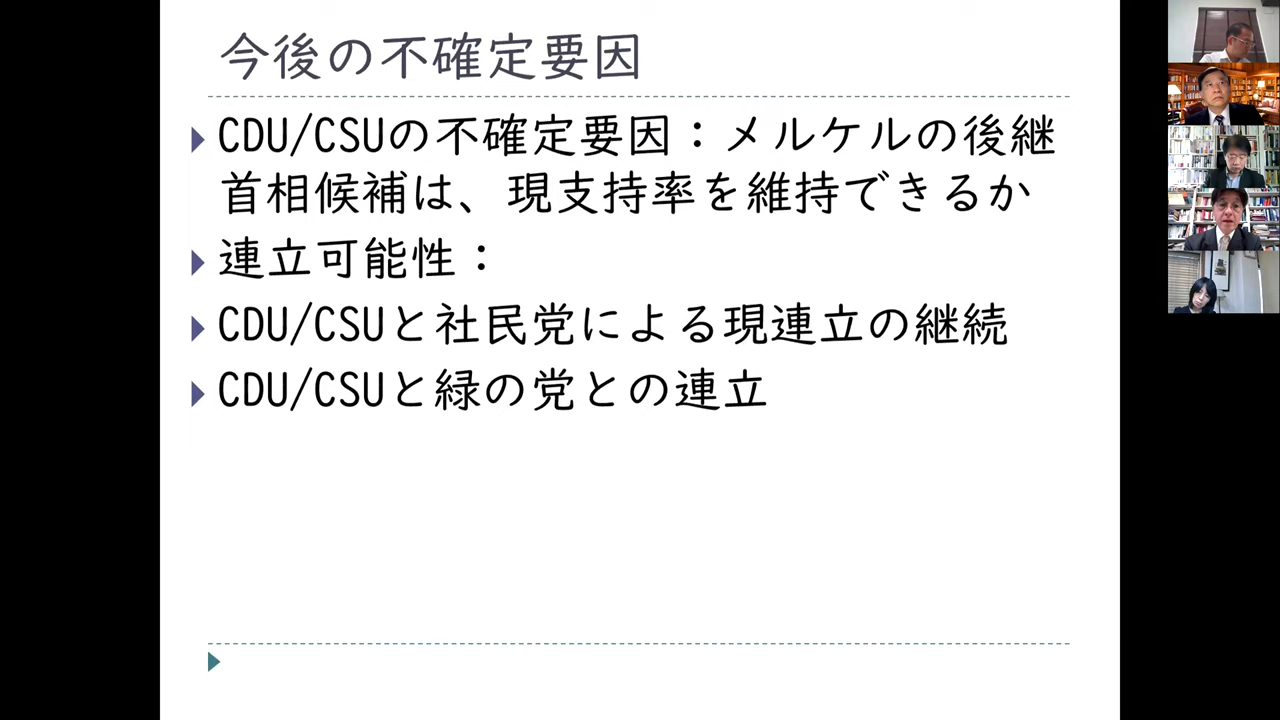 今後の不確定要因
CDU/CSUの不確定要因：メルケルの後継
首相候補は、現支持率を維持できるか
連立可能性：
CDU/CSUと社民党による現連立の継続
CDU/CSUと緑の党との連立